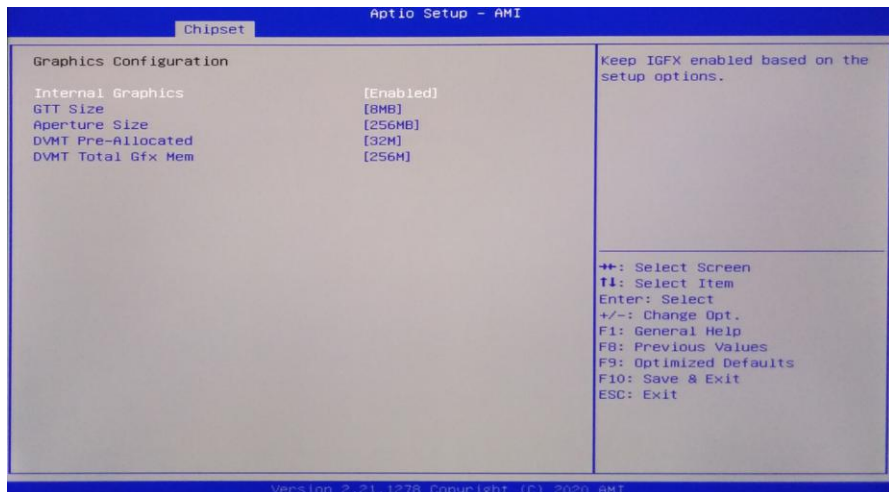 Aptio Setup - AMI
Chipset
Graphics Configuration
Internal Graphics [Enabled]
GTT Size [8MB]
Aperture Size [256MB]
DVMT Pre-Allocated [32M]
DVMT Total Gfx Mem [256M]
Keep IGFX enabled based on the
setup options.
→←: Select Screen
↑↓: Select Item
Enter: Select
+/-: Change Opt.
F1: General Help
F8: Previous Values
F9: Optimized Defaults
F10: Save & Exit
ESC: Exit
Version 2.21.1278 Copyright (C) 2020 AMI